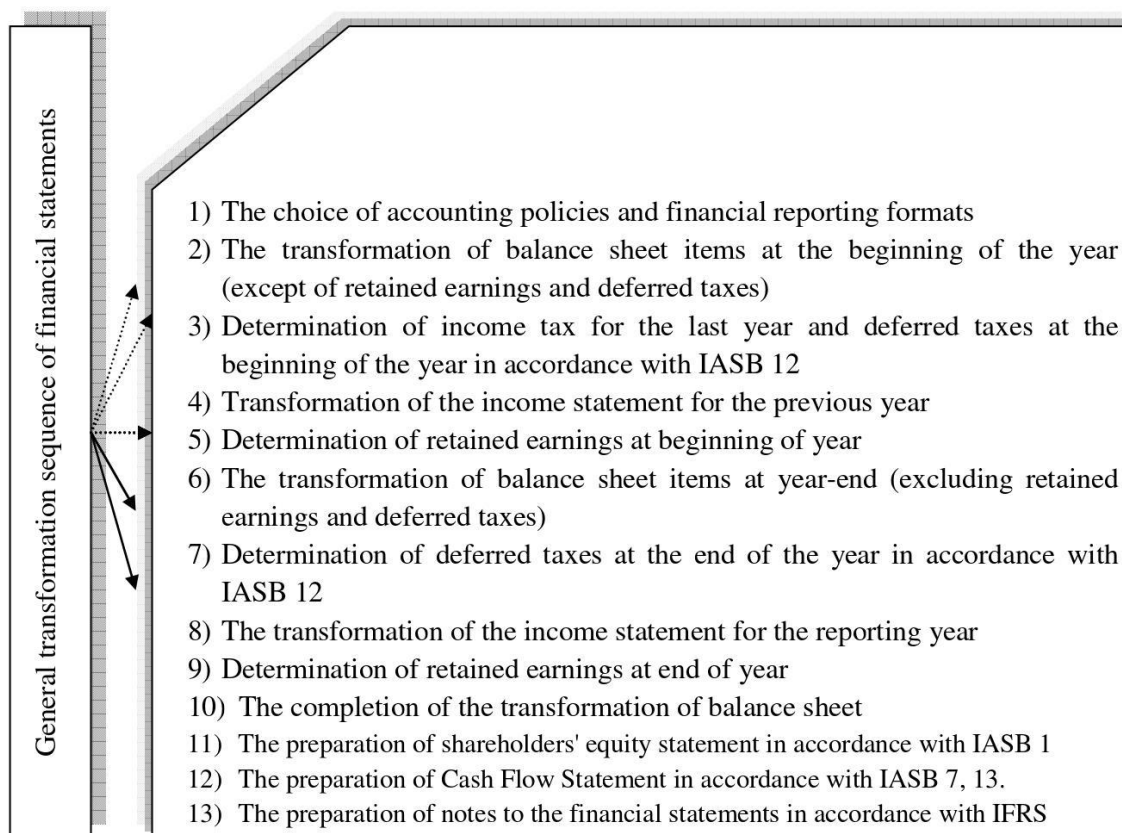 General transformation sequence of financial statements
1) The choice of accounting policies and financial reporting formats
2) The transformation of balance sheet items at the beginning of the year
(except of retained earnings and deferred taxes)
3) Determination of income tax for the last year and deferred taxes at the
beginning of the year in accordance with IASB 12
4) Transformation of the income statement for the previous year
5) Determination of retained earnings at beginning of year
6) The transformation of balance sheet items at year-end (excluding retained
earnings and deferred taxes)
7) Determination of deferred taxes at the end of the year in accordance with
IASB 12
8) The transformation of the income statement for the reporting year
9) Determination of retained earnings at end of year
10) The completion of the transformation of balance sheet
11) The preparation of shareholders' equity statement in accordance with IASB 1
12) The preparation of Cash Flow Statement in accordance with IASB 7, 13.
13) The preparation of notes to the financial statements in accordance with IFRS